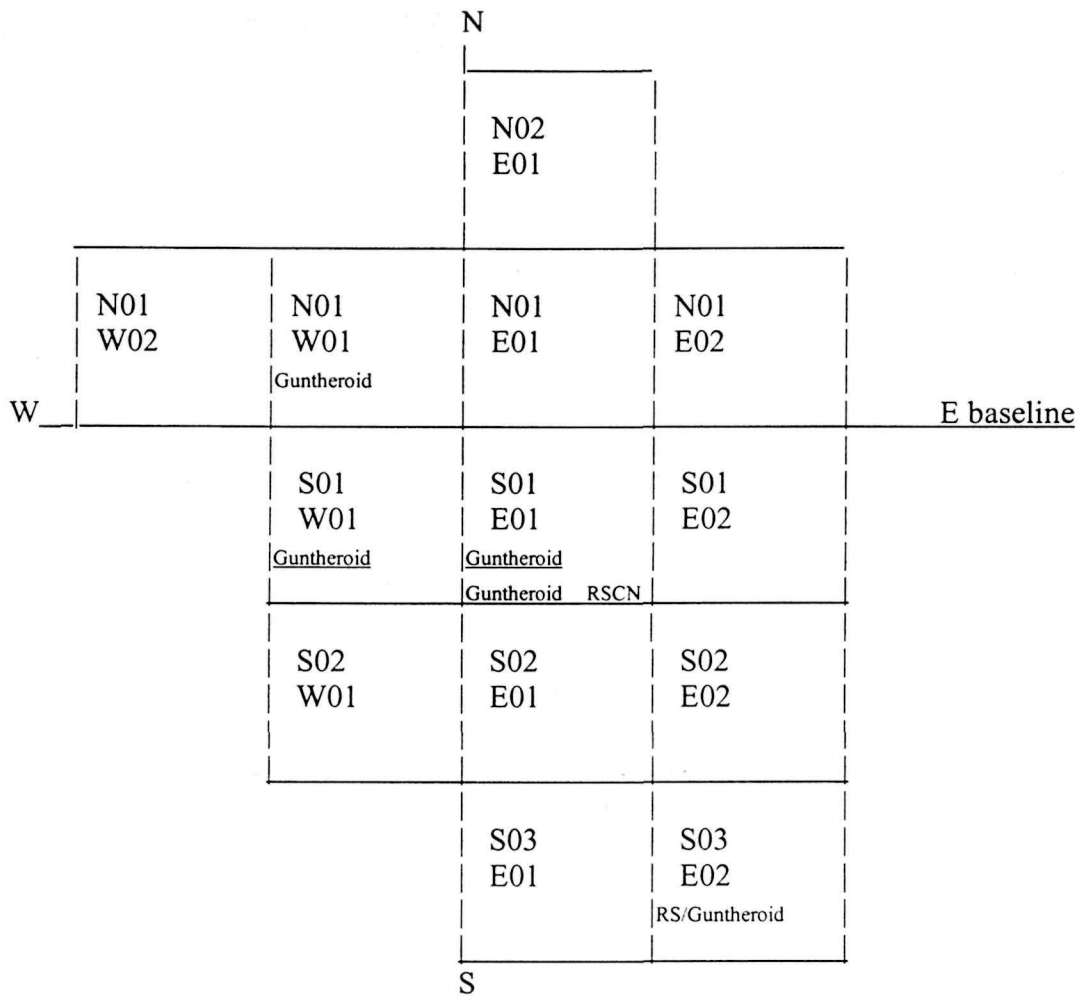 N
N02
E01
N01 N01 N01 N01
W02 W01 E01 E02
Guntheroid
W E baseline
S01 S01 S01
W01 E01 E02
Guntheroid Guntheroid
Guntheroid RSCN
S02 S02 S02
W01 E01 E02
S03 S03
E01 E02
RS/Guntheroid
S